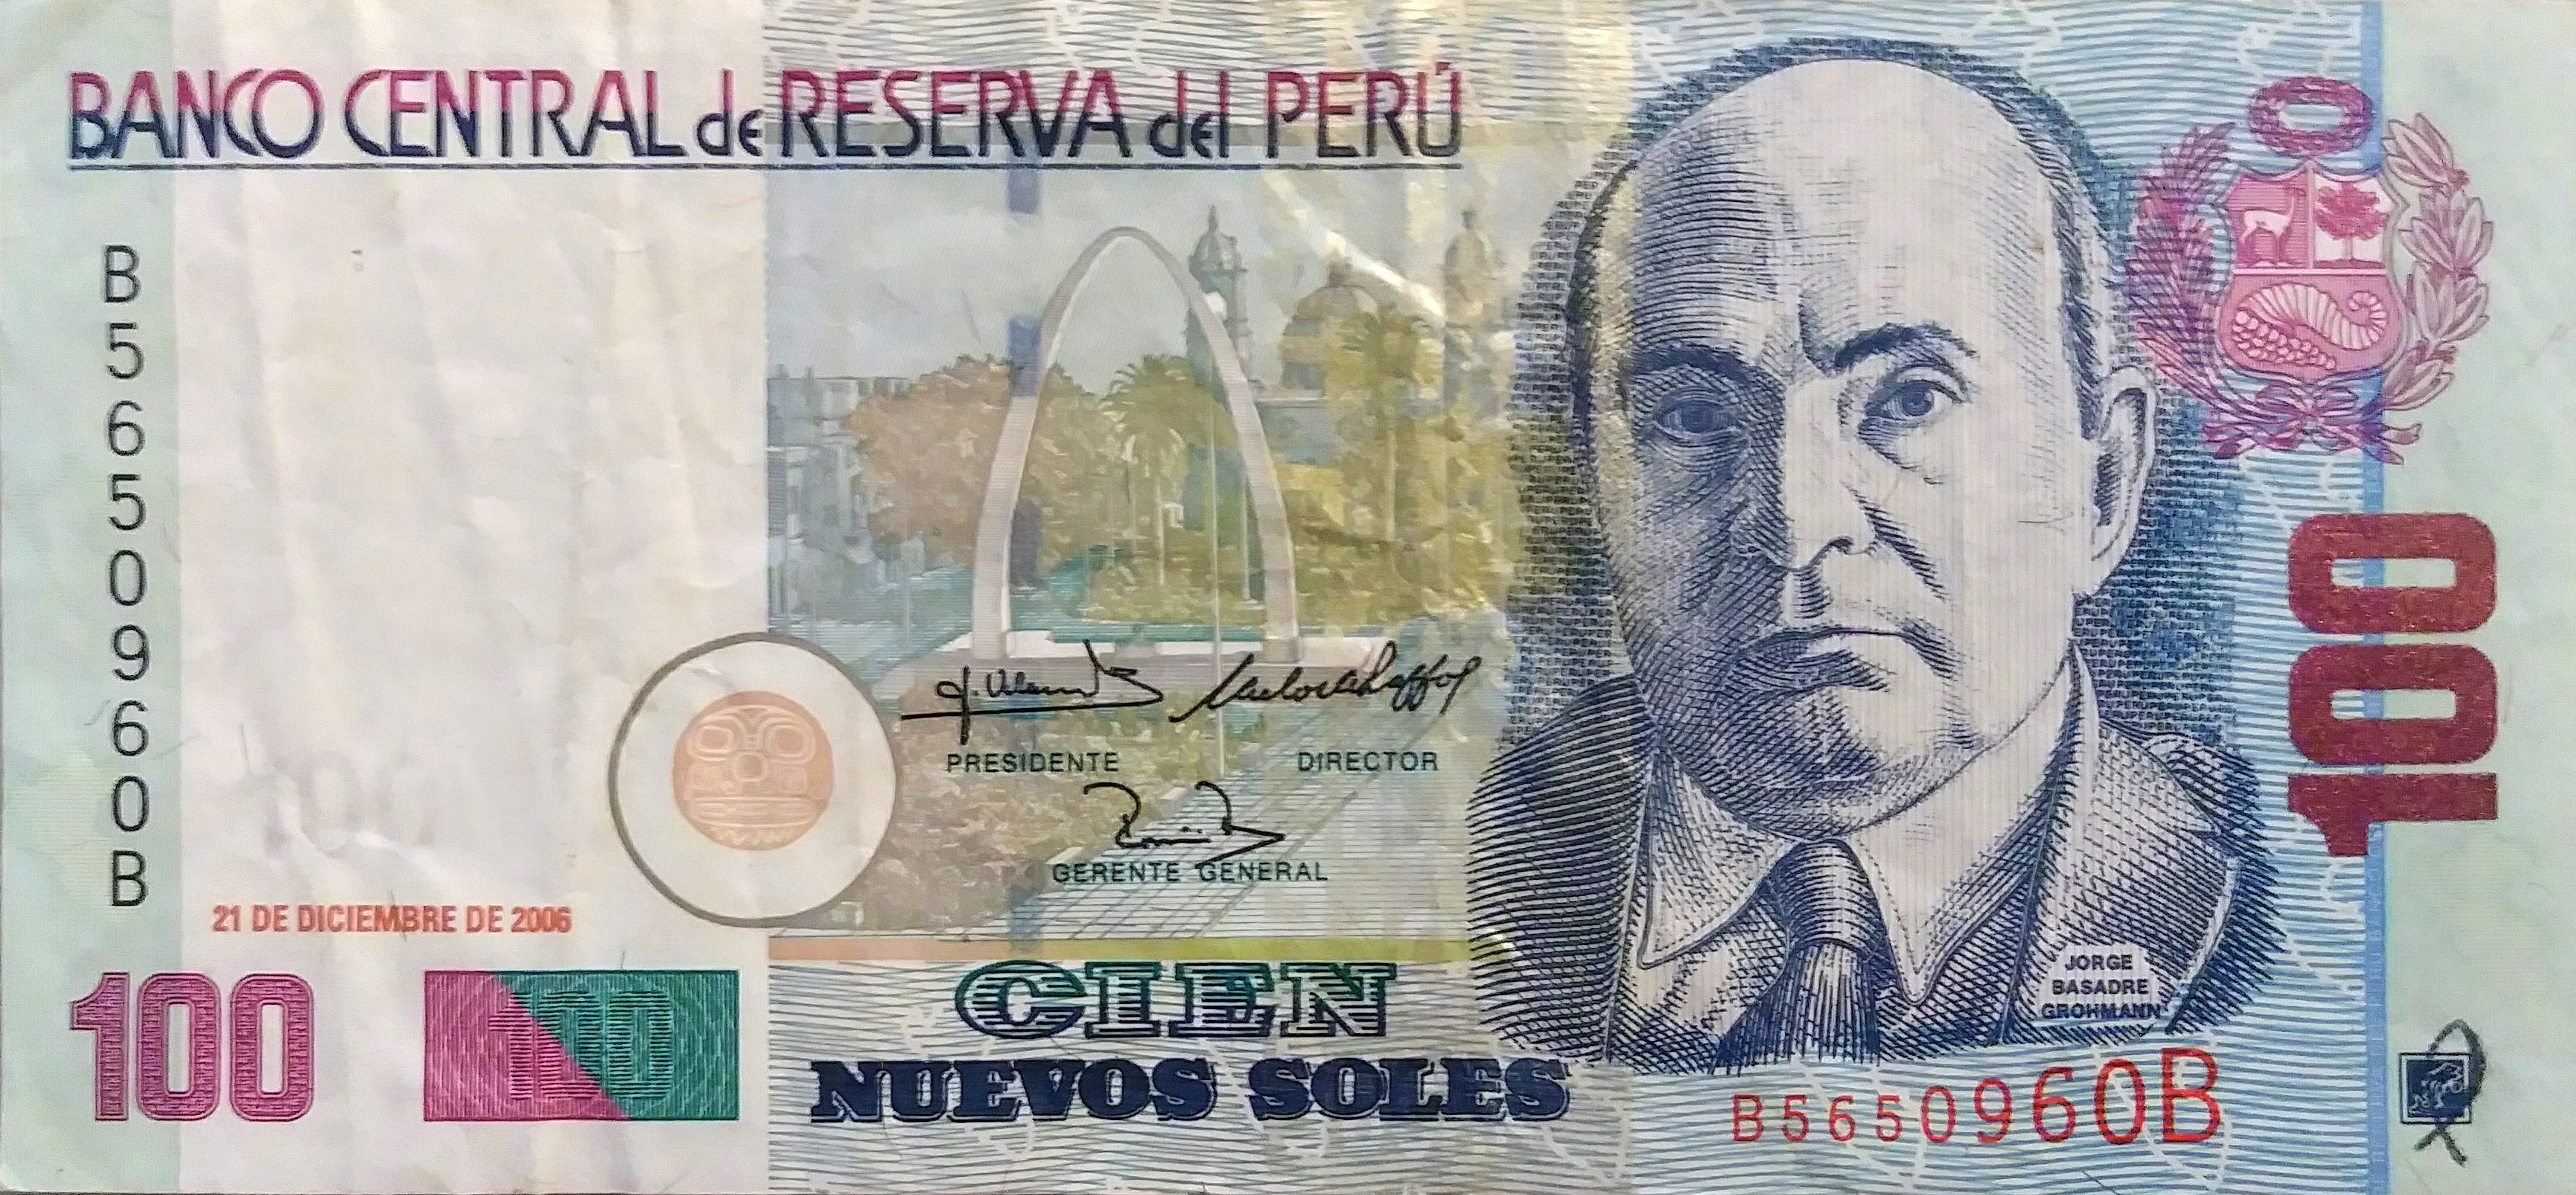 BANCO CENTRAL de RESERVA del PERÚ
B5650960B
21 DE DICIEMBRE DE 2006
100
100
PRESIDENTE
DIRECTOR
GERENTE GENERAL
CIEN
NUEVOS SOLES
JORGE
BASADRE
GROHMANN
B5650960B
100